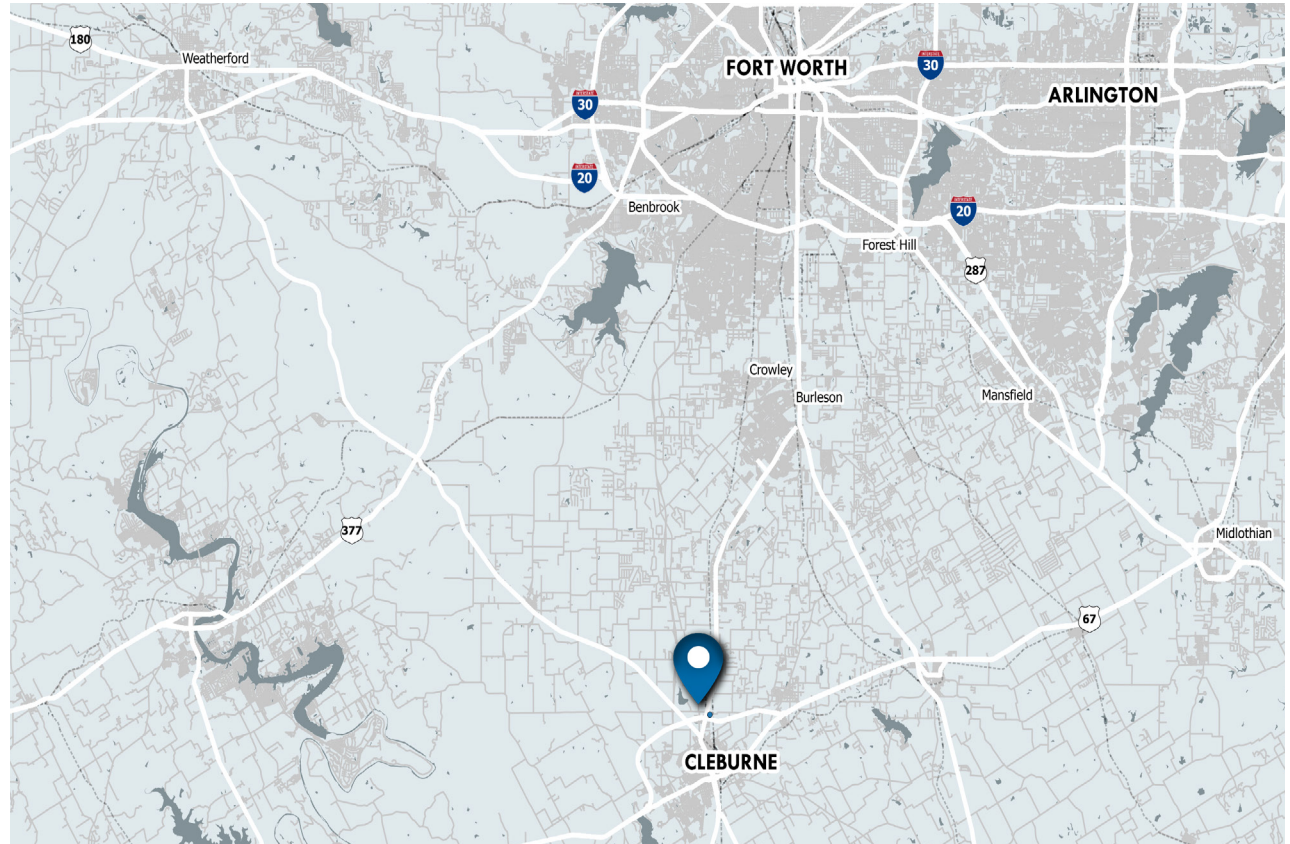 180
Weatherford
FORT WORTH
30
ARLINGTON
30
20
Benbrook
20
Forest Hill
287
Crowley
Burleson
Mansfield
377
Midlothian
67
CLEBURNE